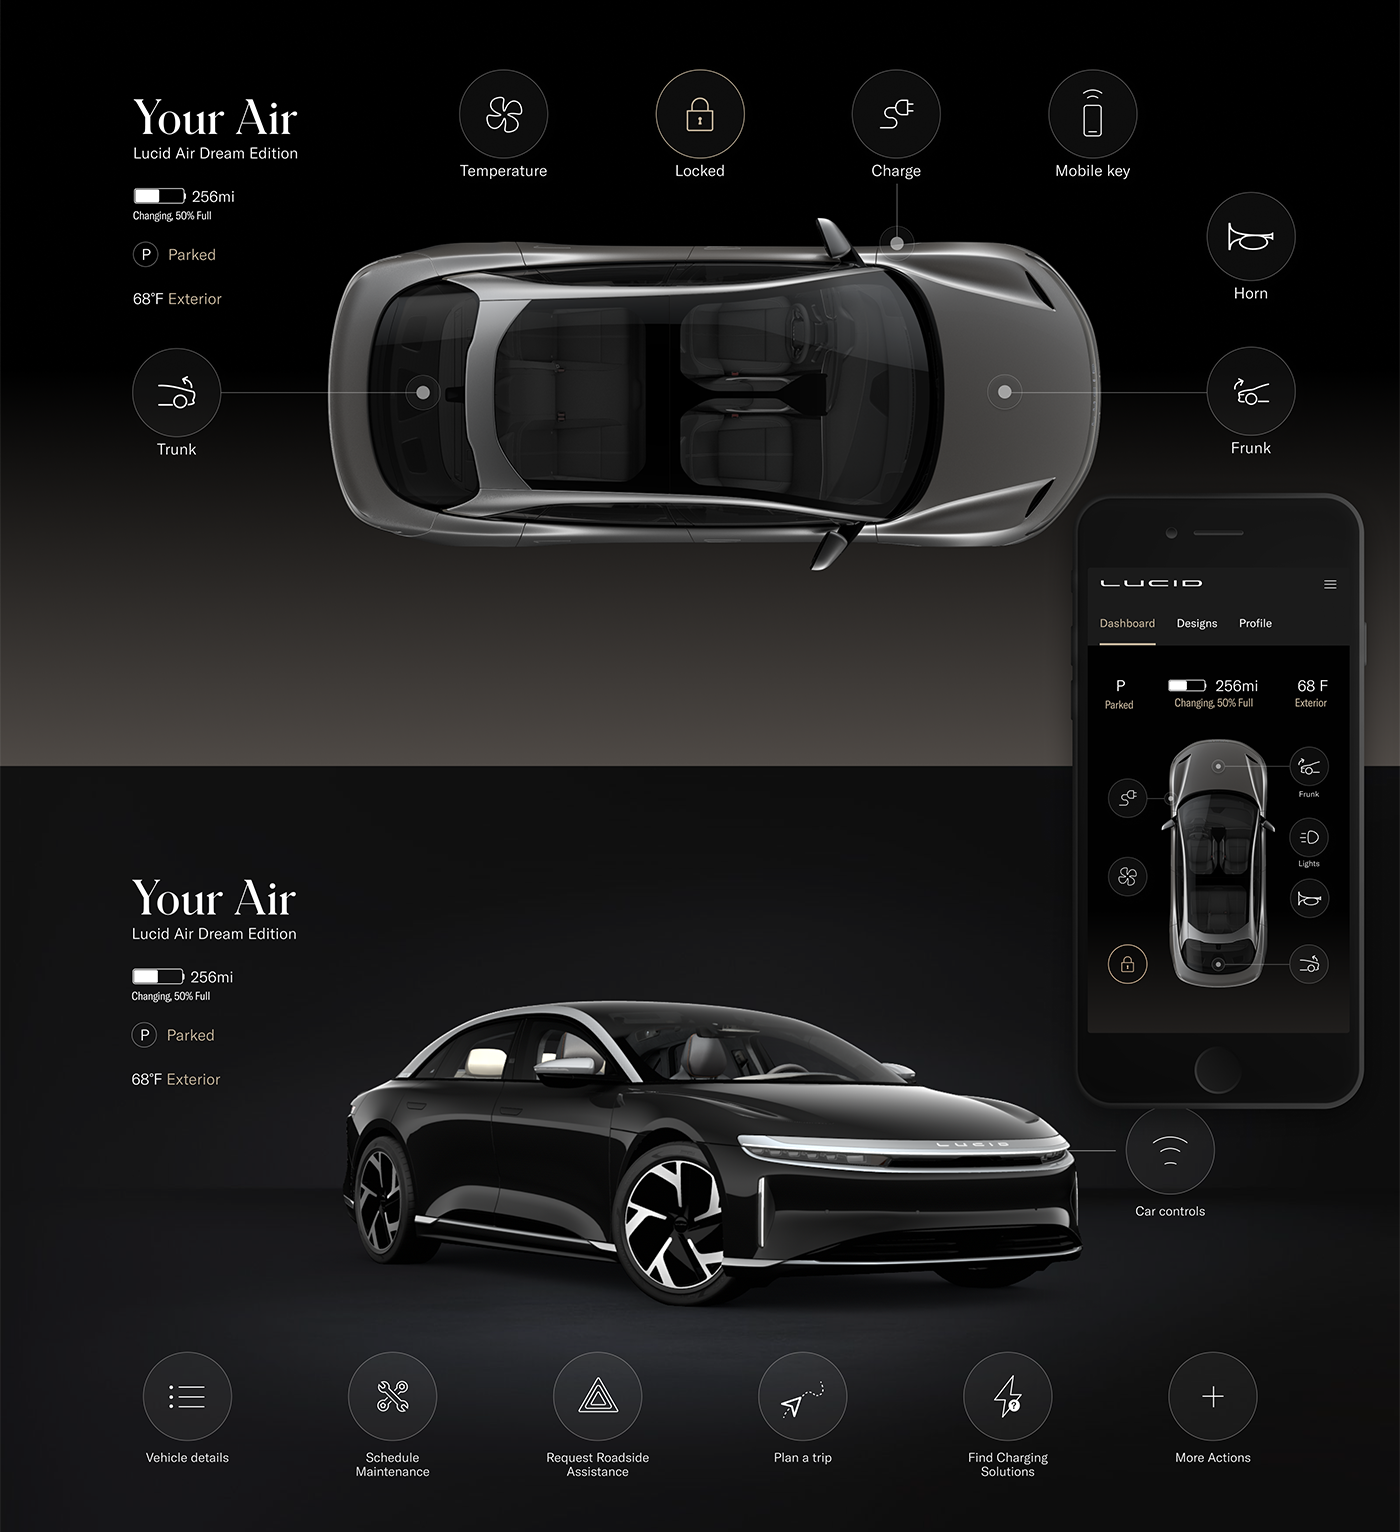 Your Air
Lucid Air Dream Edition
256mi
Changing, 50% Full
P Parked
68°F Exterior
Temperature
Locked
Charge
Mobile key
Horn
Trunk
Frunk
LUCID
Dashboard Designs Profile
P 256mi 68 F
Parked Changing, 50% Full Exterior
Frunk
Lights
Your Air
Lucid Air Dream Edition
256mi
Changing, 50% Full
P Parked
68°F Exterior
LUCID
Car controls
Vehicle details
Schedule
Maintenance
Request Roadside
Assistance
Plan a trip
?
Find Charging
Solutions
More Actions